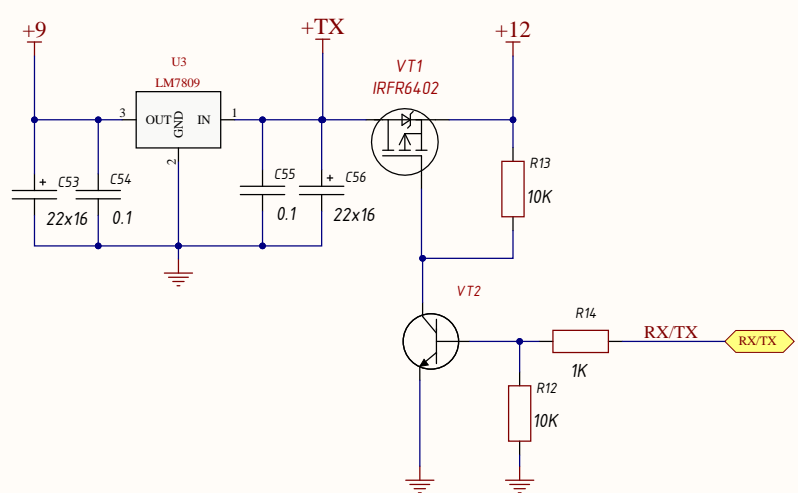 +9
+TX
+12
U3
LM7809
VT1
IRFR6402
3
OUT
GND
IN
1
2
+
C53
22x16
C54
0.1
C55
0.1
+
C56
22x16
R13
10K
VT2
R14
1K
RX/TX
RX/TX
R12
10K